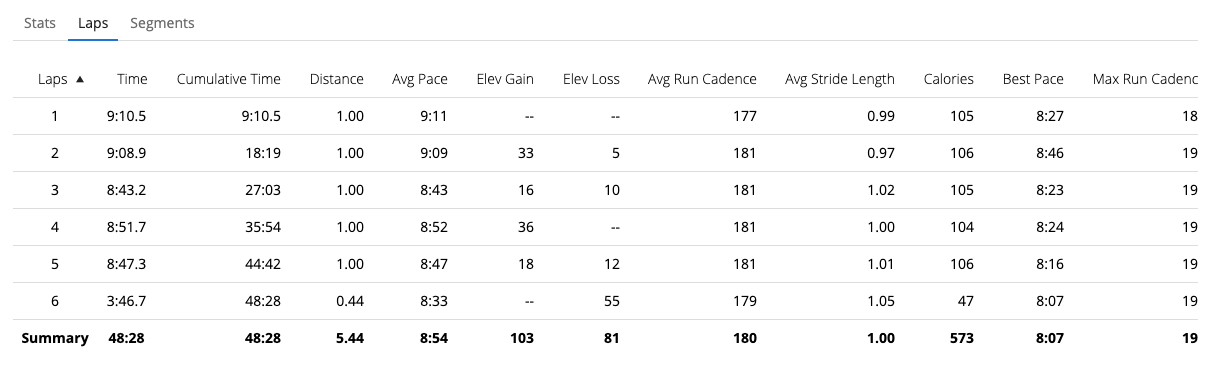 Stats Laps Segments
Laps ▲ Time Cumulative Time Distance Avg Pace Elev Gain Elev Loss Avg Run Cadence Avg Stride Length Calories Best Pace Max Run Cadenc
1 9:10.5 9:10.5 1.00 9:11 -- -- 177 0.99 105 8:27 18
2 9:08.9 18:19 1.00 9:09 33 5 181 0.97 106 8:46 19
3 8:43.2 27:03 1.00 8:43 16 10 181 1.02 105 8:23 19
4 8:51.7 35:54 1.00 8:52 36 -- 181 1.00 104 8:24 19
5 8:47.3 44:42 1.00 8:47 18 12 181 1.01 106 8:16 19
6 3:46.7 48:28 0.44 8:33 -- 55 179 1.05 47 8:07 19
Summary 48:28 48:28 5.44 8:54 103 81 180 1.00 573 8:07 19